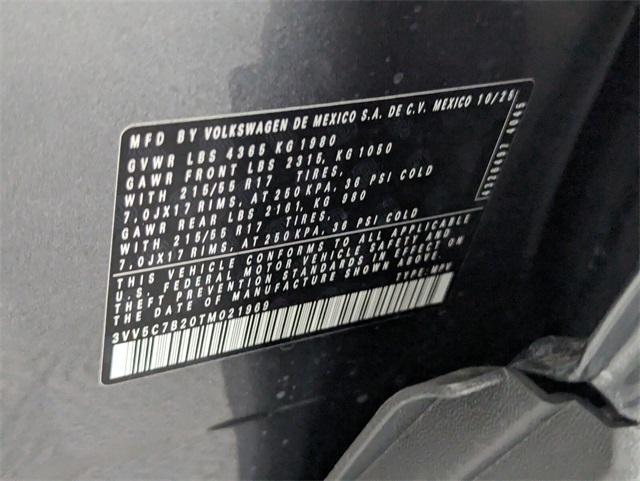 MFD BY VOLKSWAGEN DE MEXICO S.A. DE C.V. MEXICO 10/25
GVWR LBS 4365 KG 1980
GAWR FRONT LBS 2315, KG 1050
WITH 215/55 R17 TIRES,
7.0JX17 RIMS, AT 250 KPA, 36 PSI COLD
GAWR REAR LBS 2161, KG 980
WITH 215/55 R17 TIRES,
7.0JX17 RIMS, AT 250 KPA, 36 PSI COLD
THIS VEHICLE CONFORMS TO ALL APPLICABLE
U.S. FEDERAL MOTOR VEHICLE SAFETY AND
THEFT PREVENTION STANDARDS IN EFFECT ON
THE DATE OF MANUFACTURE SHOWN ABOVE.
3VV5C7B20TM021909 TYPE: MPV
4045